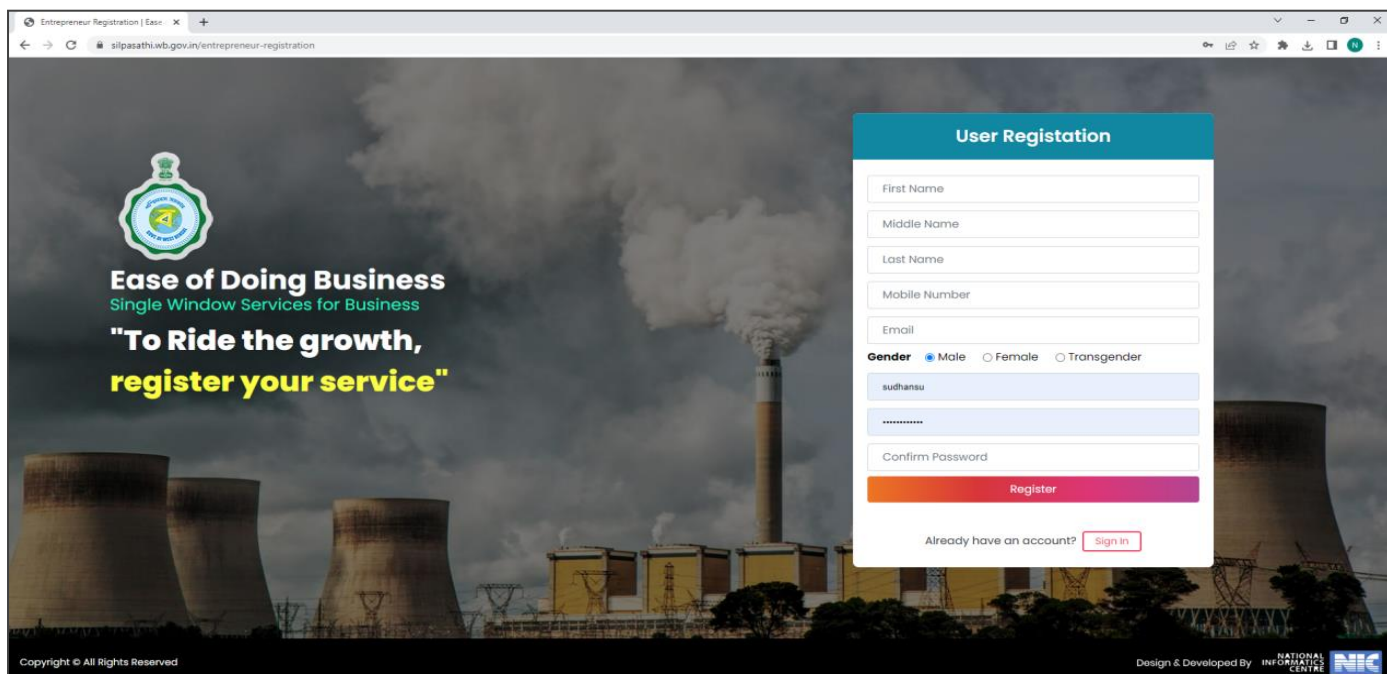 Entrepreneur Registration | Ease
silpasathi.wb.gov.in/entrepreneur-registration
N
Ease of Doing Business
Single Window Services for Business
"To Ride the growth,
register your service"
User Registation
First Name
Middle Name
Last Name
Mobile Number
Email
Gender Male Female Transgender
sudhansu
••••••••••••
Confirm Password
Register
Already have an account? Sign In
Copyright © All Rights Reserved
Design & Developed By NATIONAL INFORMATICS CENTRE NIC